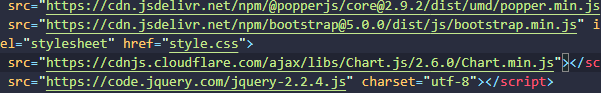 src="https://cdn.jsdelivr.net/npm/@popperjs/core@2.9.2/dist/umd/popper.min.js
src="https://cdn.jsdelivr.net/npm/bootstrap@5.0.0/dist/js/bootstrap.min.js" i
el="stylesheet" href="style.css">
src="https://cdnjs.cloudflare.com/ajax/libs/Chart.js/2.6.0/Chart.min.js"></sc
src="https://code.jquery.com/jquery-2.2.4.js" charset="utf-8"></script>